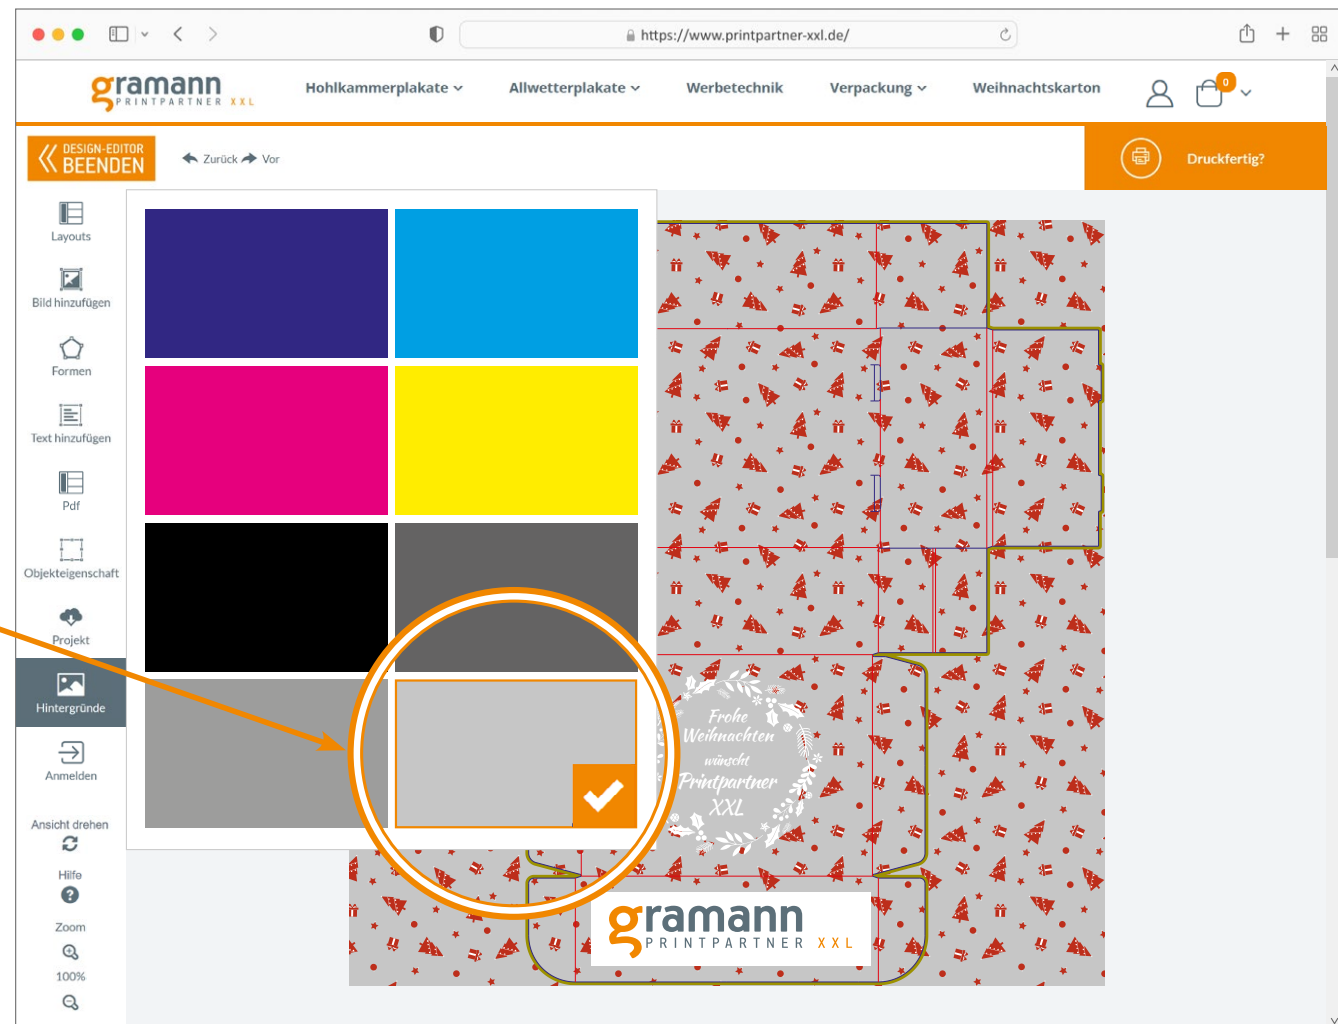 https://www.printpartner-xxl.de/
gramann
PRINTPARTNER XXL
Hohlkammerplakate
Allwetterplakate
Werbetechnik
Verpackung
Weihnachtskarton
0
DESIGN-EDITOR
BEENDEN
Zurück
Vor
Druckfertig?
Layouts
Bild hinzufügen
Formen
Text hinzufügen
Pdf
Objekteigenschaft
Projekt
Hintergründe
Anmelden
Ansicht drehen
Hilfe
Zoom
100%
Frohe
Weihnachten
wünscht
Printpartner
XXL
gramann
PRINTPARTNER XXL